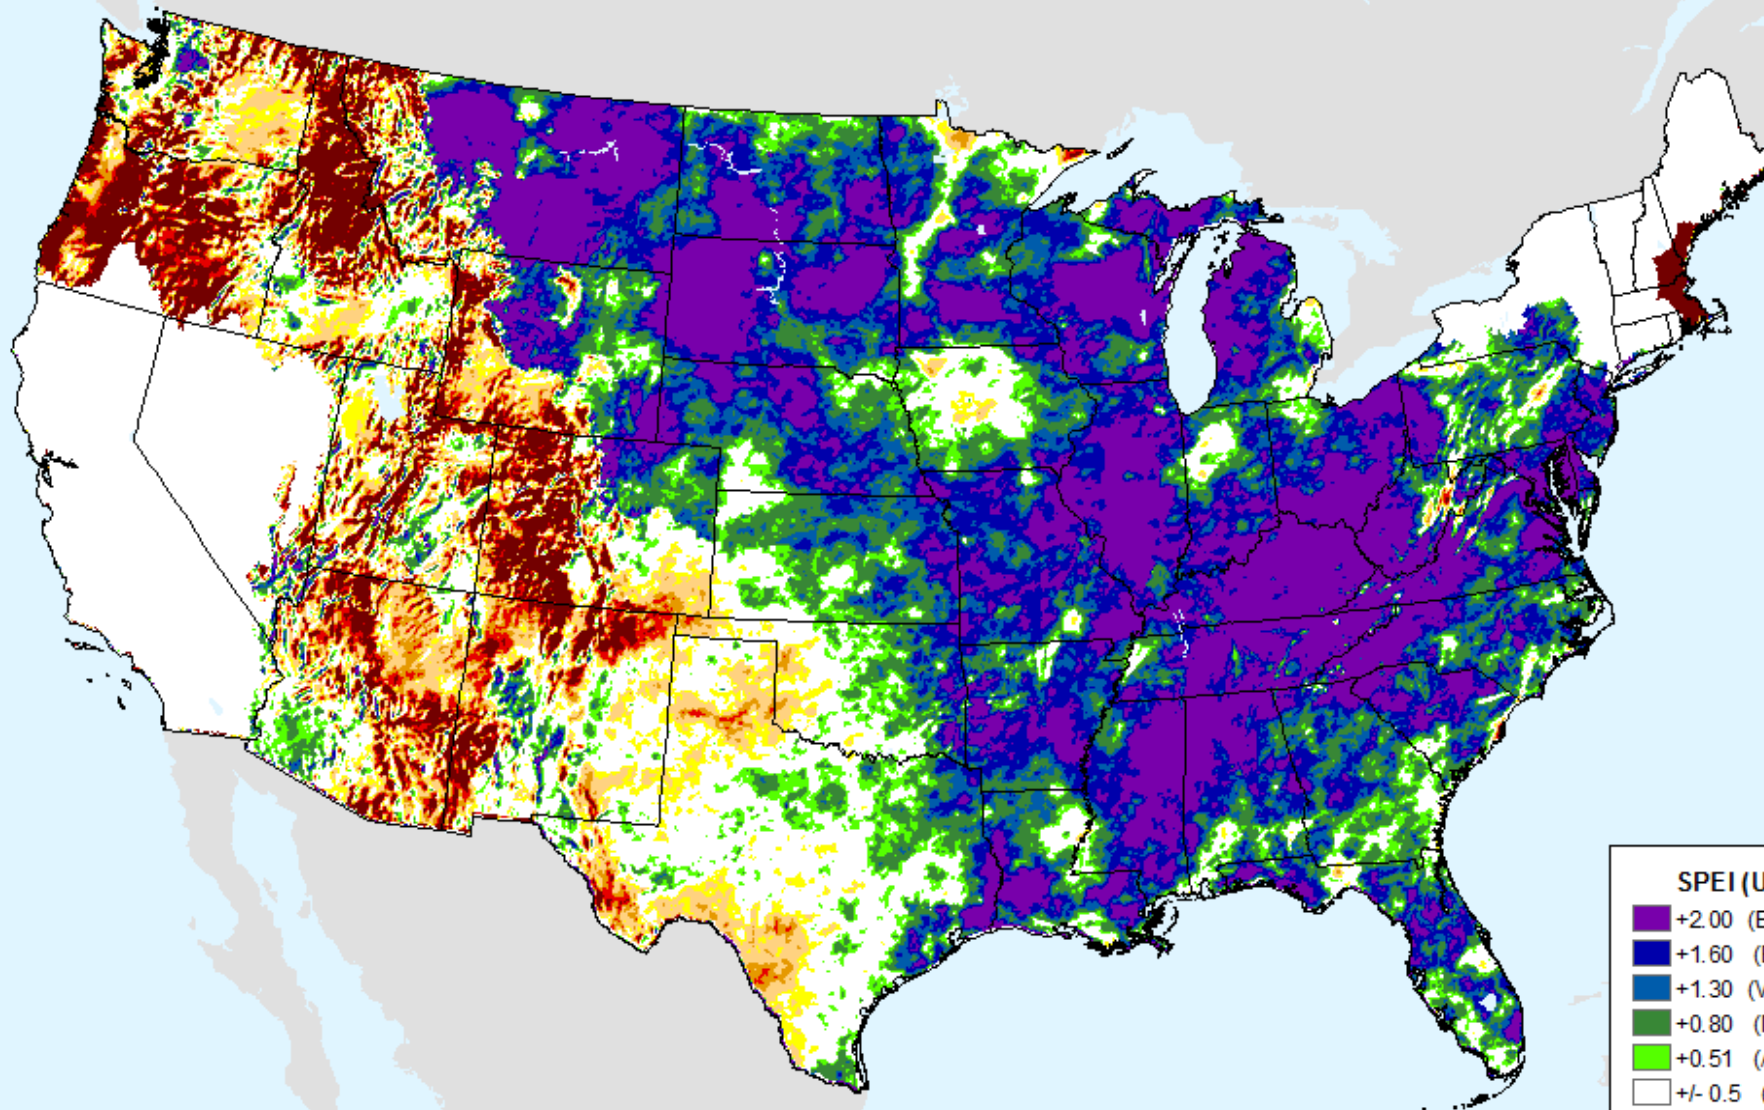 SPEI (U
+2.00 (E
+1.60 (
+1.30 (V
+0.80 (
+0.51 (
+/- 0.5 (